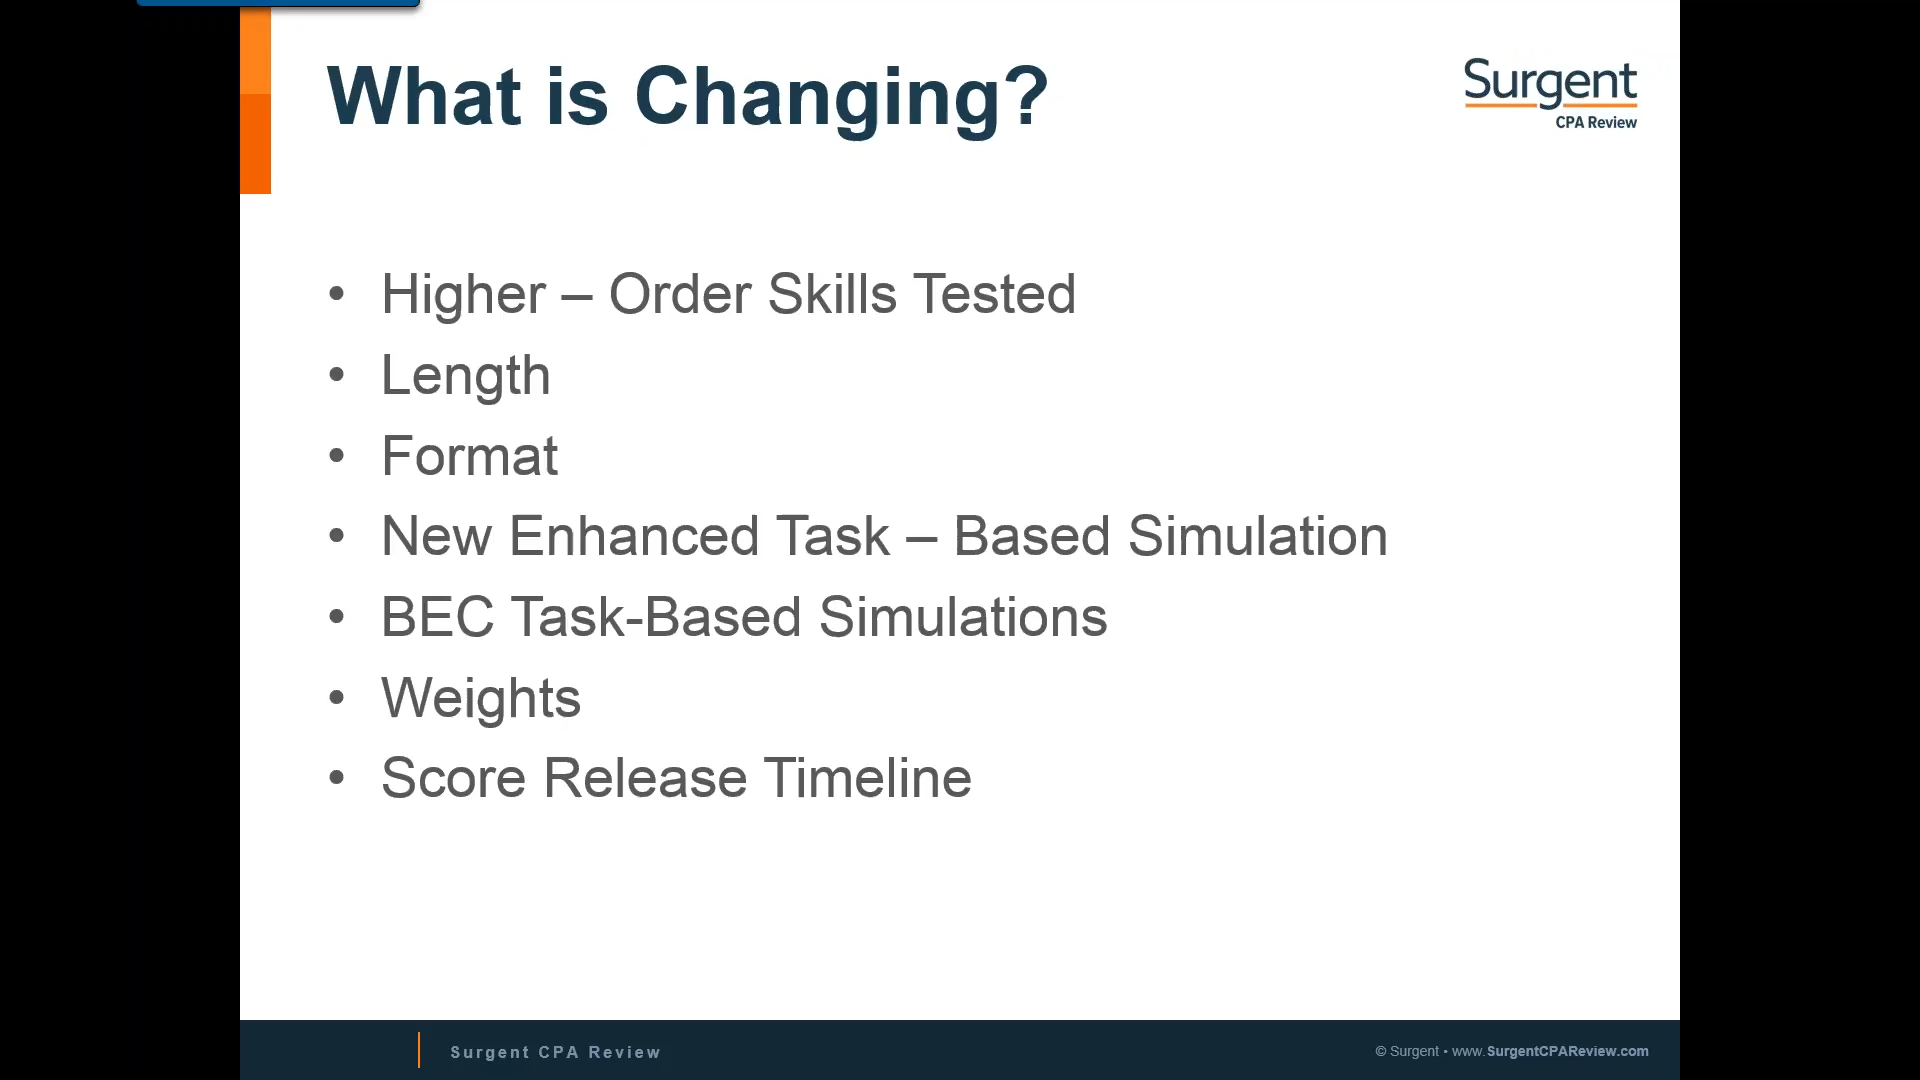 What is Changing?
Surgent
CPA Review
• Higher – Order Skills Tested
• Length
• Format
• New Enhanced Task – Based Simulation
• BEC Task-Based Simulations
• Weights
• Score Release Timeline
Surgent CPA Review
© Surgent • www.SurgentCPAReview.com